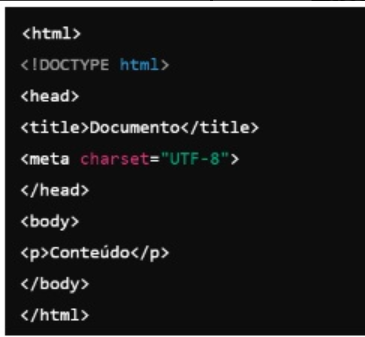 <html>
<!DOCTYPE html>
<head>
<title>Documento</title>
<meta charset="UTF-8">
</head>
<body>
<p>Conteúdo</p>
</body>
</html>